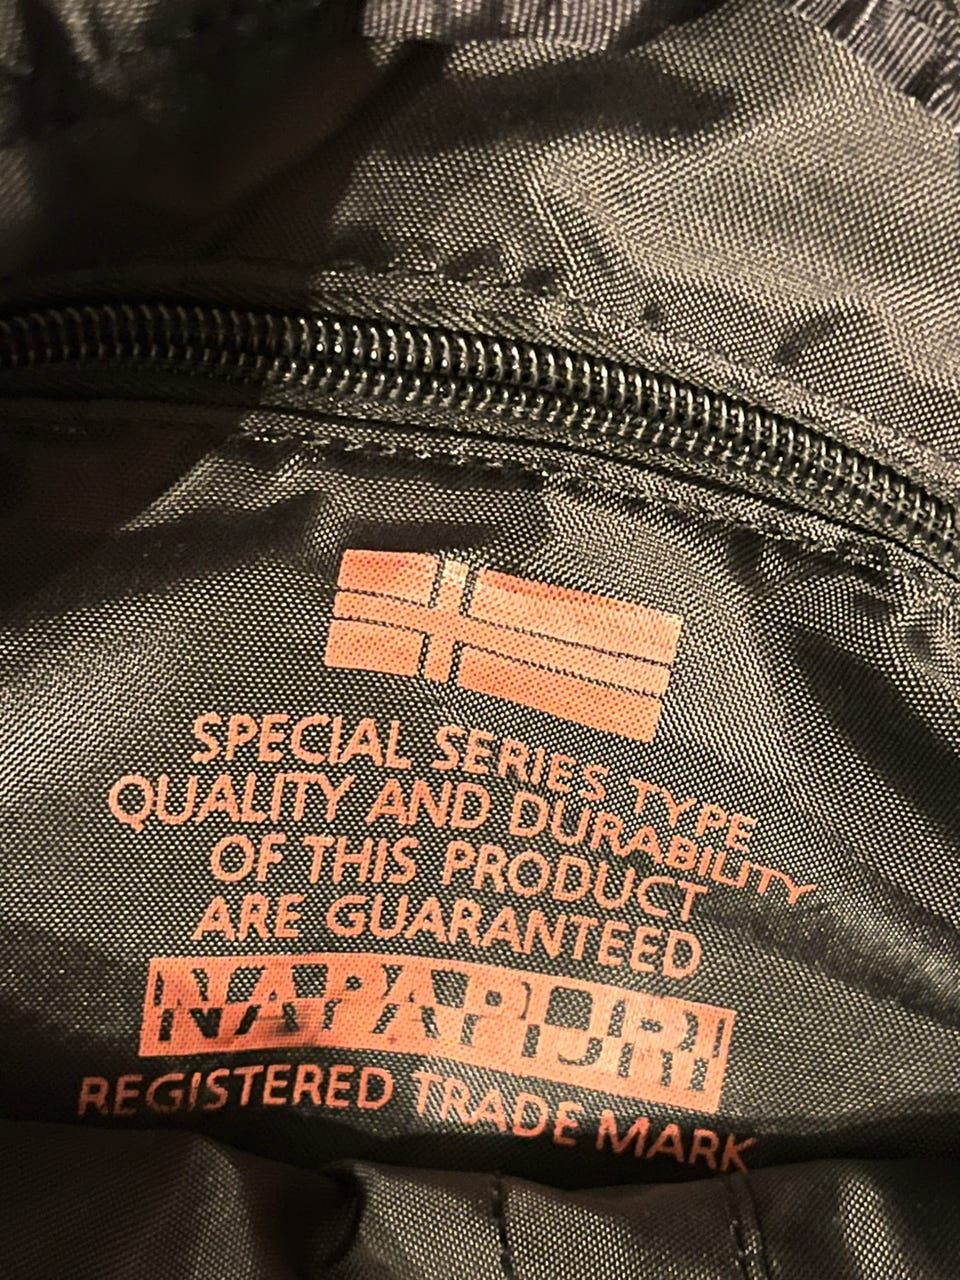 SPECIAL SERIES TYPE
QUALITY AND DURABILITY
OF THIS PRODUCT
ARE GUARANTEED
NAPAPIJRI
REGISTERED TRADE MARK